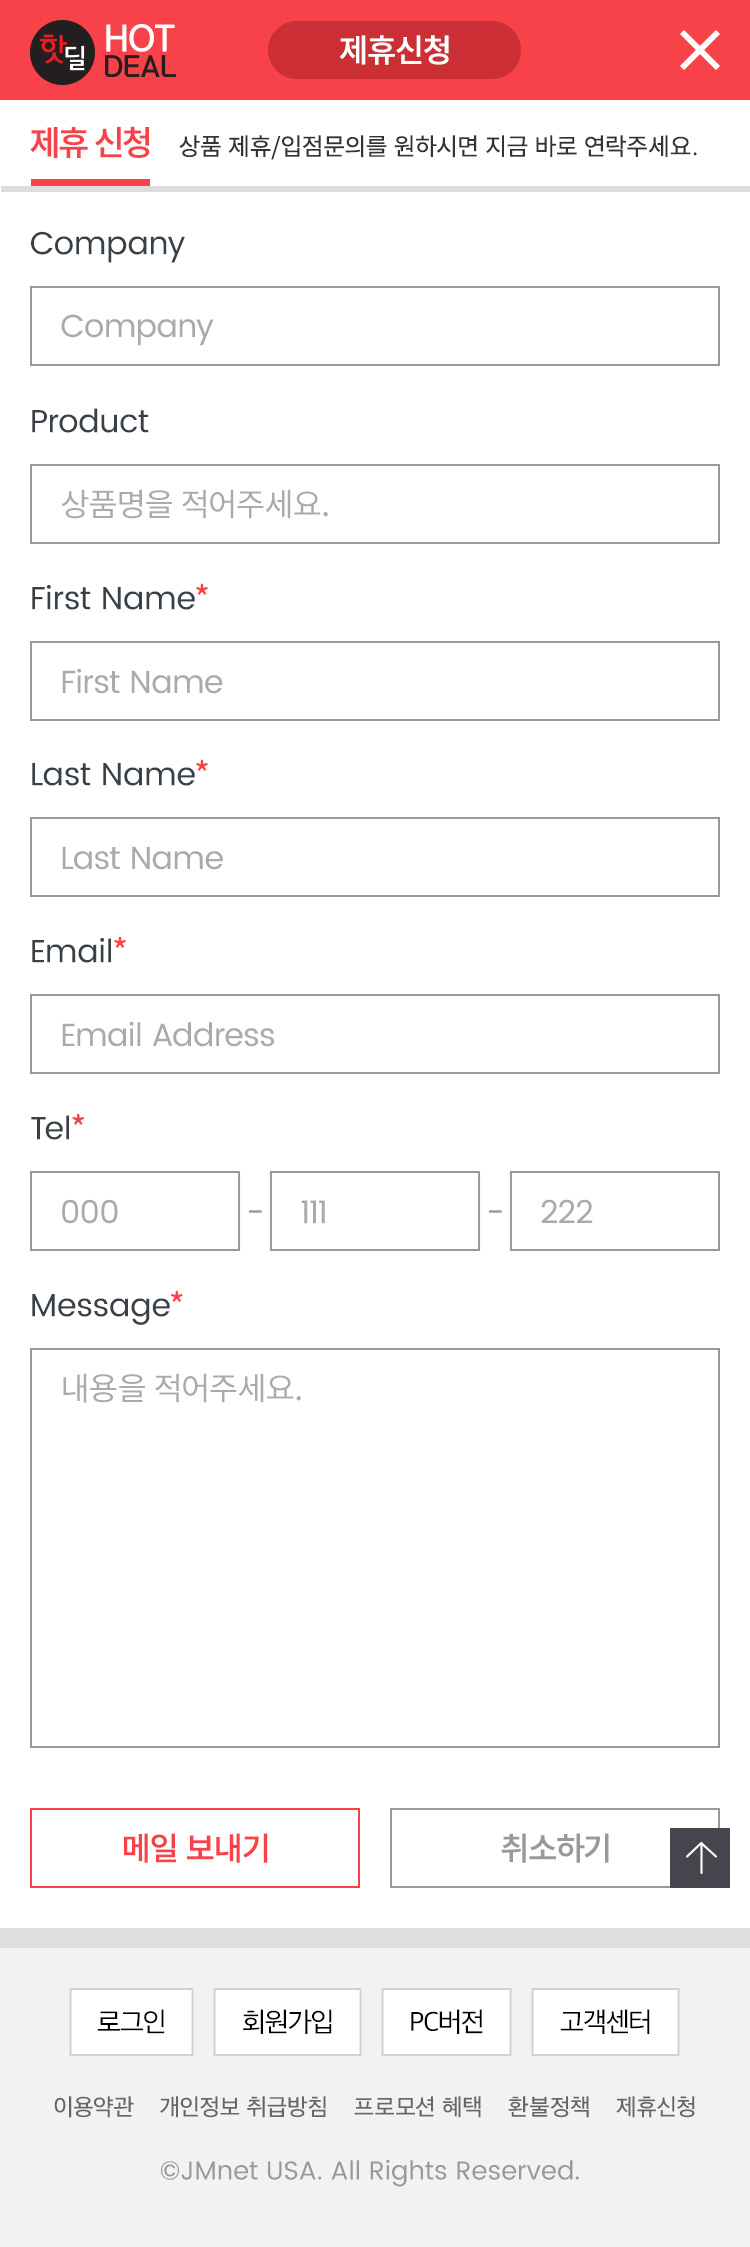 핫딜 HOT DEAL
제휴신청
제휴 신청 상품 제휴/입점문의를 원하시면 지금 바로 연락주세요.
Company
Company
Product
상품명을 적어주세요.
First Name*
First Name
Last Name*
Last Name
Email*
Email Address
Tel*
000 - 111 - 222
Message*
내용을 적어주세요.
메일 보내기 취소하기
로그인 회원가입 PC버전 고객센터
이용약관 개인정보 취급방침 프로모션 혜택 환불정책 제휴신청
©JMnet USA. All Rights Reserved.